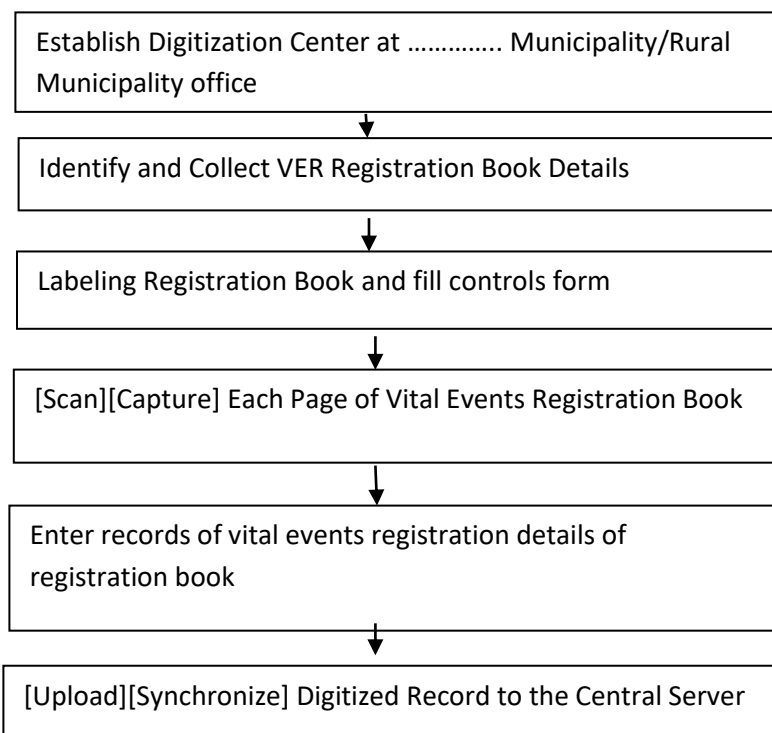 Establish Digitization Center at ………….. Municipality/Rural
Municipality office
Identify and Collect VER Registration Book Details
Labeling Registration Book and fill controls form
[Scan][Capture] Each Page of Vital Events Registration Book
Enter records of vital events registration details of
registration book
[Upload][Synchronize] Digitized Record to the Central Server